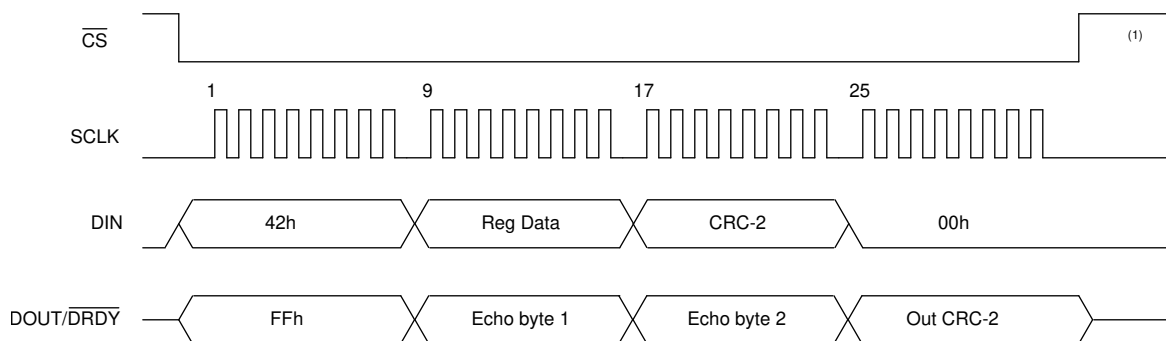 CS
(1)
1 9 17 25
SCLK
DIN 42h Reg Data CRC-2 00h
DOUT/DRDY FFh Echo byte 1 Echo byte 2 Out CRC-2